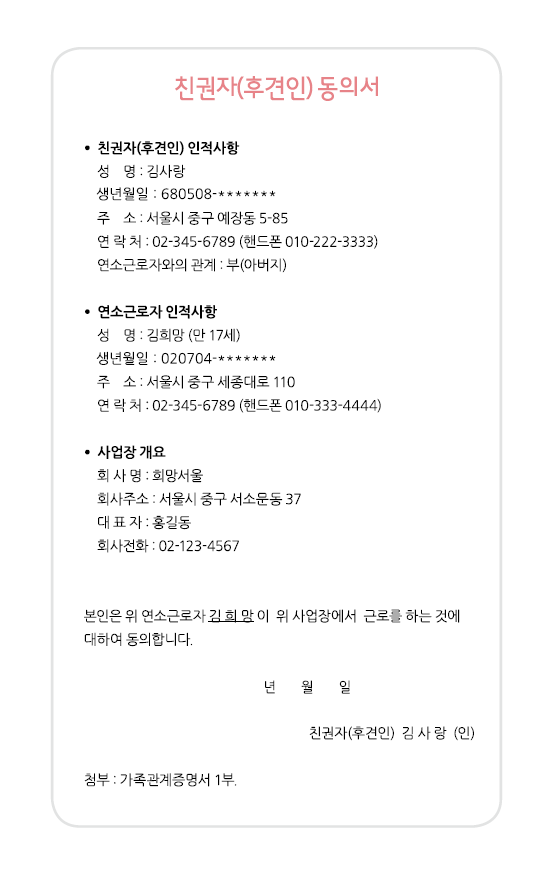 친권자(후견인) 동의서
• 친권자(후견인) 인적사항
성 명 : 김사랑
생년월일 : 680508-*******
주 소 : 서울시 중구 예장동 5-85
연 락 처 : 02-345-6789 (핸드폰 010-222-3333)
연소근로자와의 관계 : 부(아버지)
• 연소근로자 인적사항
성 명 : 김희망 (만 17세)
생년월일 : 020704-*******
주 소 : 서울시 중구 세종대로 110
연 락 처 : 02-345-6789 (핸드폰 010-333-4444)
• 사업장 개요
회 사 명 : 희망서울
회사주소 : 서울시 중구 서소문동 37
대 표 자 : 홍길동
회사전화 : 02-123-4567
본인은 위 연소근로자 김 희 망 이 위 사업장에서 근로를 하는 것에
대하여 동의합니다.
년 월 일
친권자(후견인) 김 사 랑 (인)
첨부 : 가족관계증명서 1부.